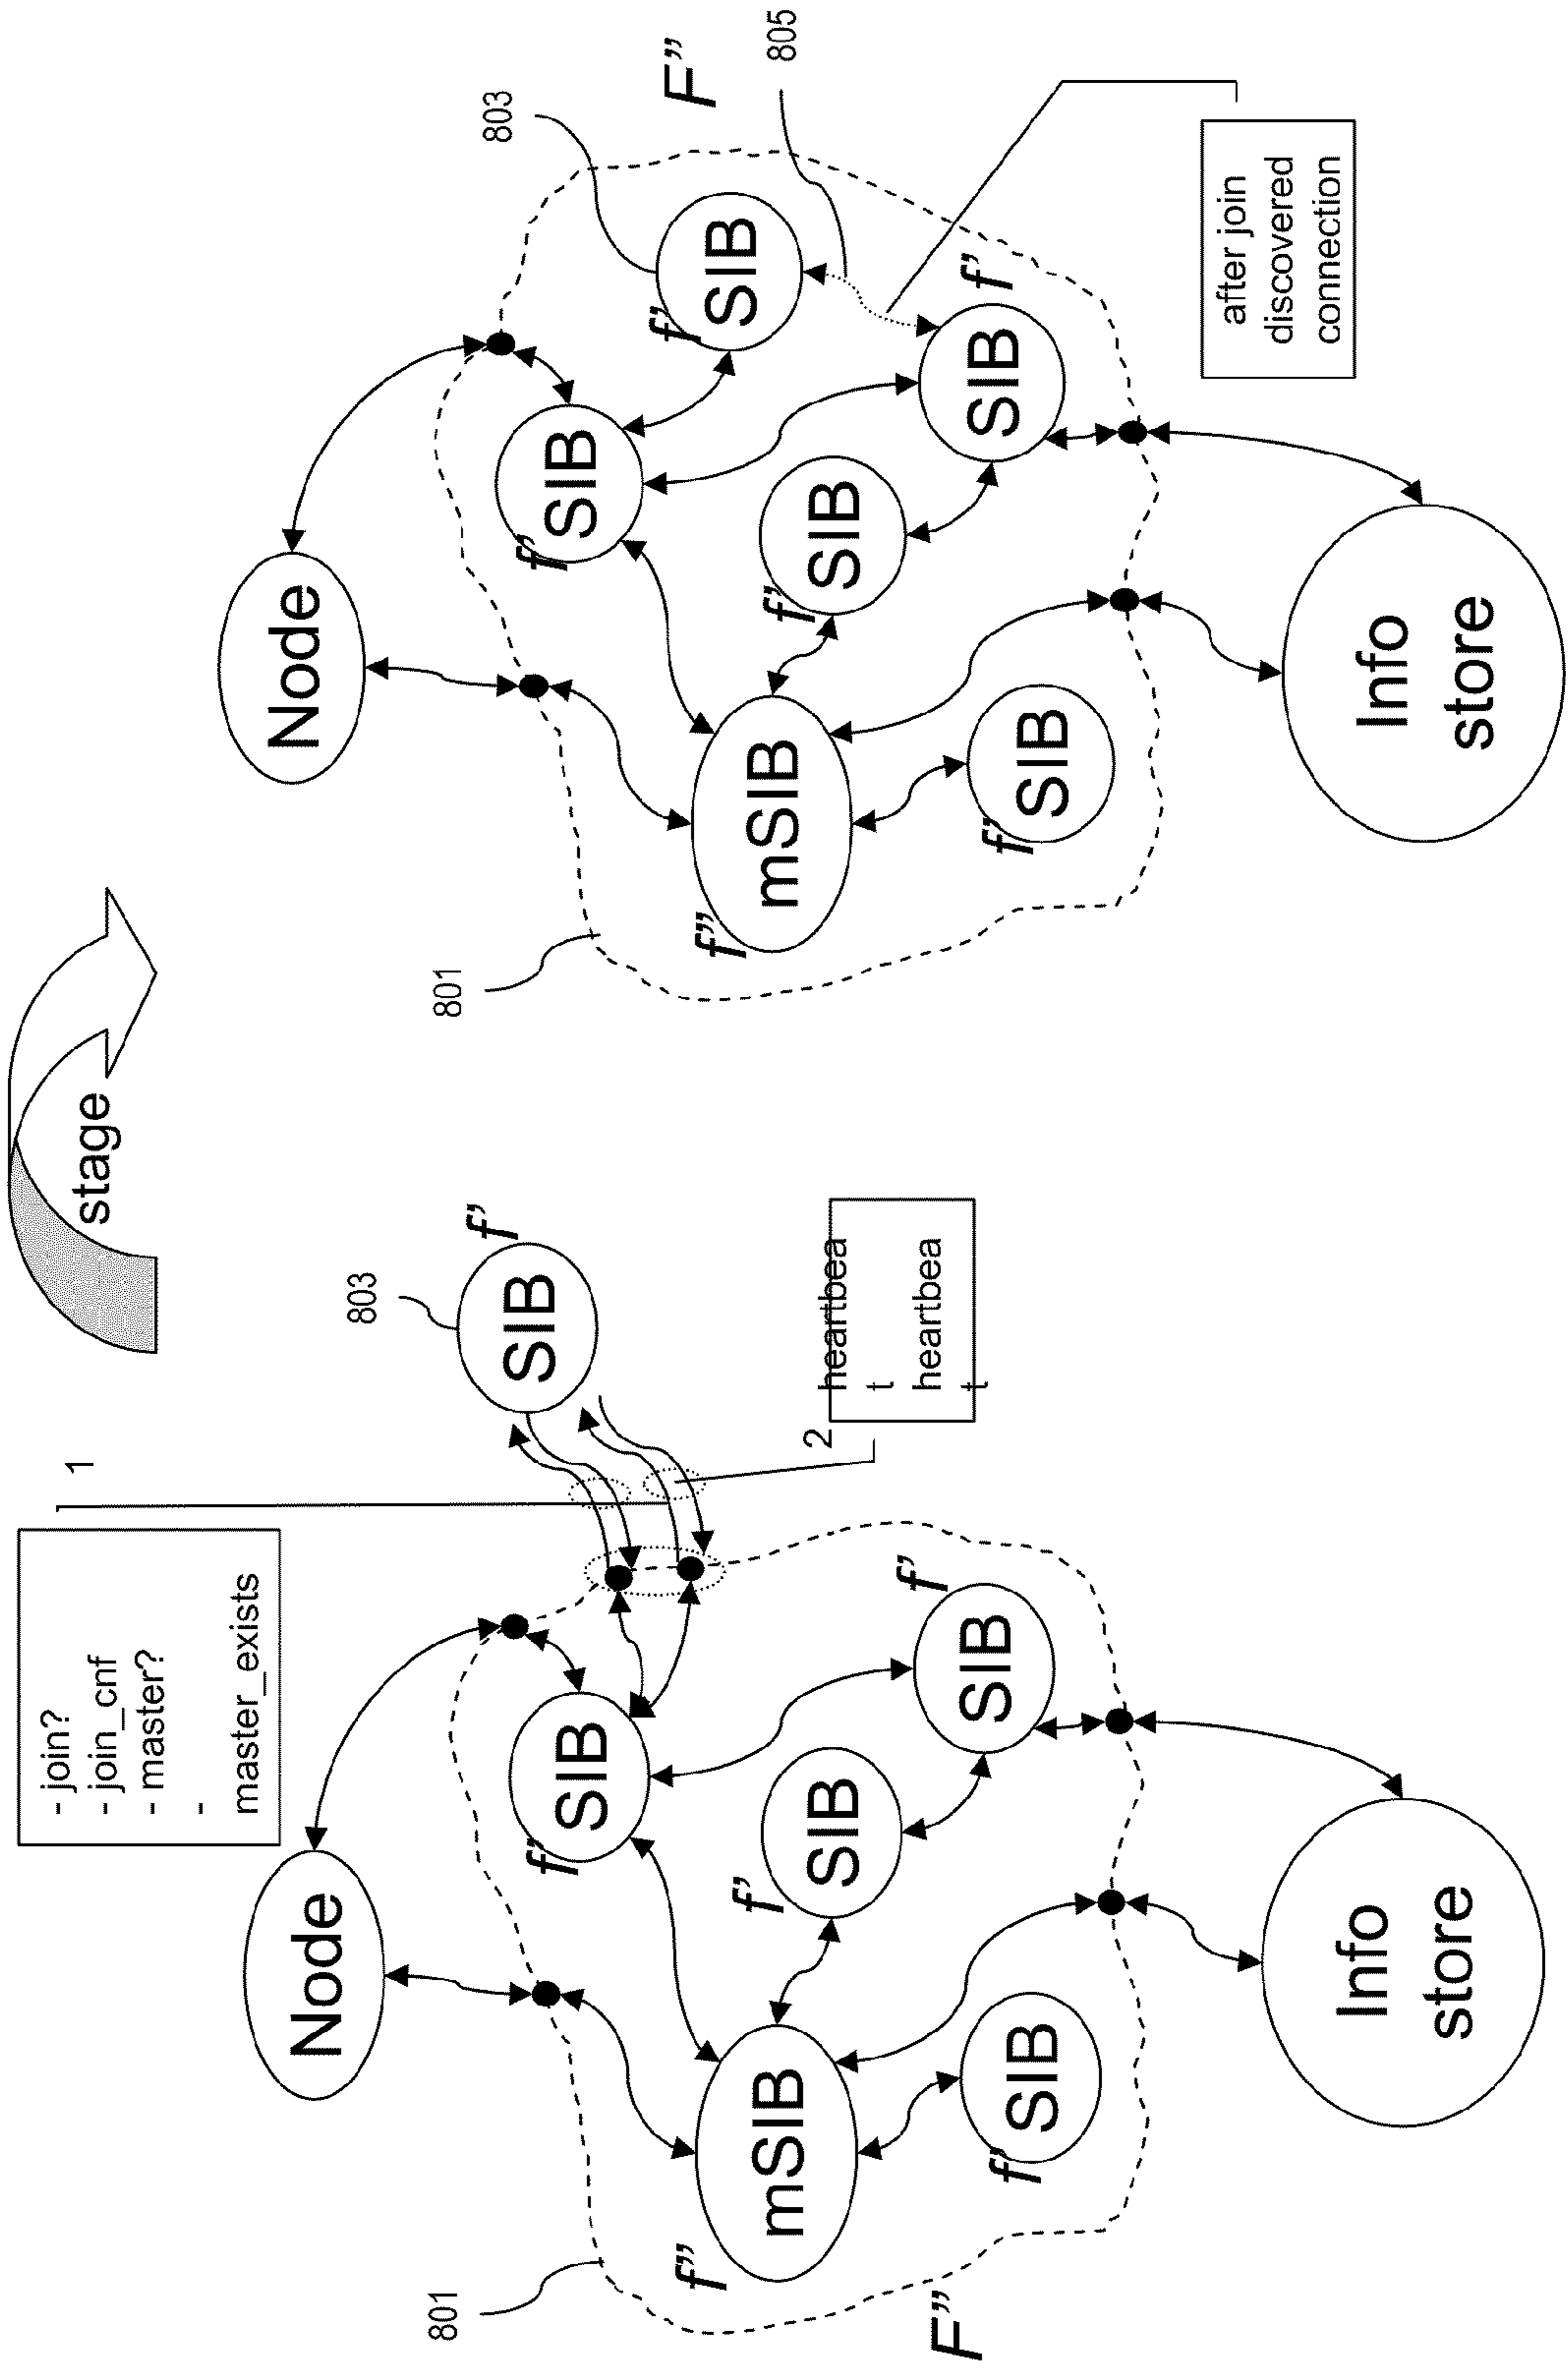 stage
- join?
- join_cnf
- master?
-
master_exists
1
803
SIB
f'
2
heartbea
t
heartbea
t
Node
801
f'
SIB
f'
SIB
f'
SIB
f"
mSIB
f'
SIB
F"
Info
store
Node
801
803
F"
805
f'
SIB
f'
SIB
f'
SIB
f'
SIB
f"
mSIB
f'
SIB
after join
discovered
connection
Info
store